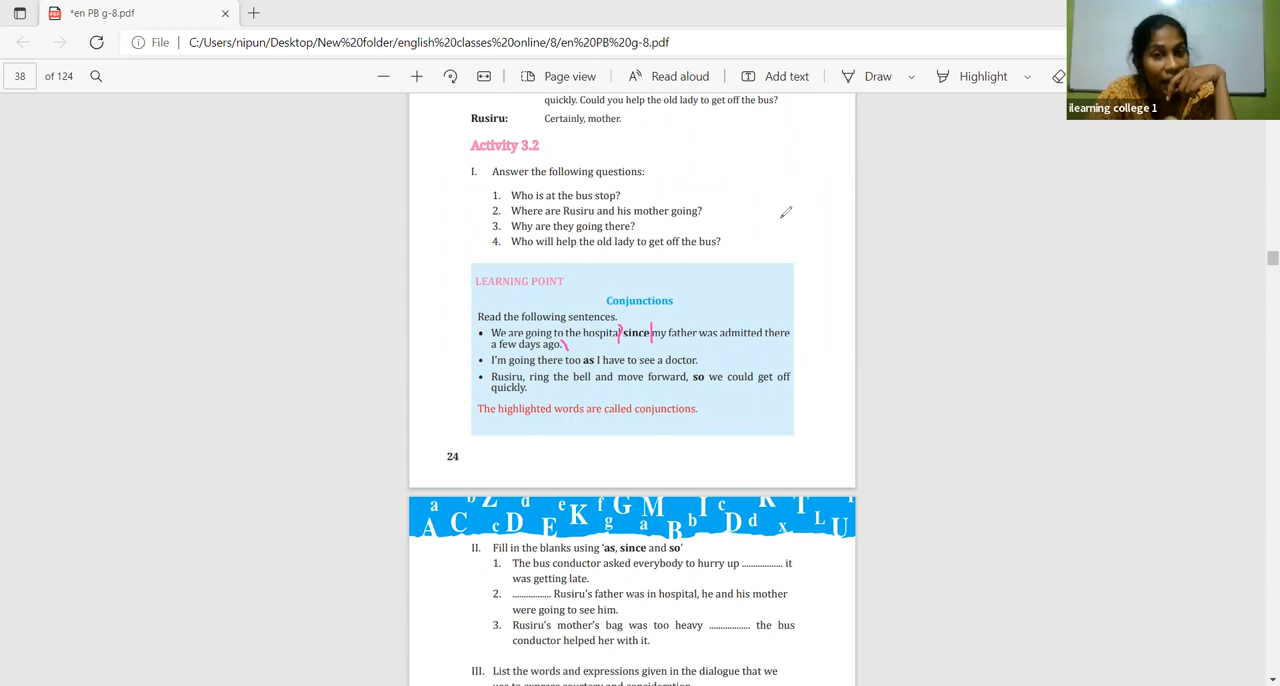 *en PB g-8.pdf
File C:/Users/nipun/Desktop/New%20folder/english%20classes%20online/8/en%20PB%20g-8.pdf
38 of 124 Page view Read aloud Add text Draw Highlight
ilearning college 1
quickly. Could you help the old lady to get off the bus?
Rusiru: Certainly, mother.
Activity 3.2
I. Answer the following questions:
1. Who is at the bus stop?
2. Where are Rusiru and his mother going?
3. Why are they going there?
4. Who will help the old lady to get off the bus?
LEARNING POINT
Conjunctions
Read the following sentences.
• We are going to the hospital since my father was admitted there
a few days ago.
• I'm going there too as I have to see a doctor.
• Rusiru, ring the bell and move forward, so we could get off
quickly.
The highlighted words are called conjunctions.
24
a b Z d e K f G M I c K T
A C c D E g a B b D d x L U
II. Fill in the blanks using 'as, since and so'
1. The bus conductor asked everybody to hurry up .................. it
was getting late.
2. ................. Rusiru's father was in hospital, he and his mother
were going to see him.
3. Rusiru's mother's bag was too heavy .................. the bus
conductor helped her with it.
III. List the words and expressions given in the dialogue that we
use to express courtesy and consideration.